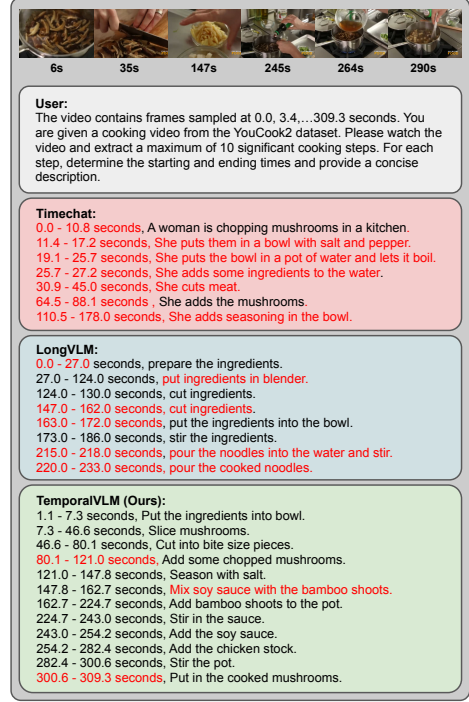 6s 35s 147s 245s 264s 290s
User:
The video contains frames sampled at 0.0, 3.4,...309.3 seconds. You
are given a cooking video from the YouCook2 dataset. Please watch the
video and extract a maximum of 10 significant cooking steps. For each
step, determine the starting and ending times and provide a concise
description.
Timechat:
0.0 - 10.8 seconds, A woman is chopping mushrooms in a kitchen.
11.4 - 17.2 seconds, She puts them in a bowl with salt and pepper.
19.1 - 25.7 seconds, She puts the bowl in a pot of water and lets it boil.
25.7 - 27.2 seconds, She adds some ingredients to the water.
30.9 - 45.0 seconds, She cuts meat.
64.5 - 88.1 seconds , She adds the mushrooms.
110.5 - 178.0 seconds, She adds seasoning in the bowl.
LongVLM:
0.0 - 27.0 seconds, prepare the ingredients.
27.0 - 124.0 seconds, put ingredients in blender.
124.0 - 130.0 seconds, cut ingredients.
147.0 - 162.0 seconds, cut ingredients.
163.0 - 172.0 seconds, put the ingredients into the bowl.
173.0 - 186.0 seconds, stir the ingredients.
215.0 - 218.0 seconds, pour the noodles into the water and stir.
220.0 - 233.0 seconds, pour the cooked noodles.
TemporalVLM (Ours):
1.1 - 7.3 seconds, Put the ingredients into bowl.
7.3 - 46.6 seconds, Slice mushrooms.
46.6 - 80.1 seconds, Cut into bite size pieces.
80.1 - 121.0 seconds, Add some chopped mushrooms.
121.0 - 147.8 seconds, Season with salt.
147.8 - 162.7 seconds, Mix soy sauce with the bamboo shoots.
162.7 - 224.7 seconds, Add bamboo shoots to the pot.
224.7 - 243.0 seconds, Stir in the sauce.
243.0 - 254.2 seconds, Add the soy sauce.
254.2 - 282.4 seconds, Add the chicken stock.
282.4 - 300.6 seconds, Stir the pot.
300.6 - 309.3 seconds, Put in the cooked mushrooms.